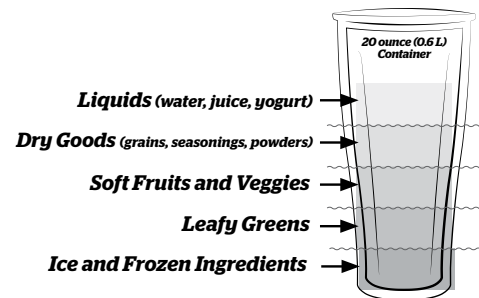 20 ounce (0.6 L)
Container
Liquids (water, juice, yogurt)
Dry Goods (grains, seasonings, powders)
Soft Fruits and Veggies
Leafy Greens
Ice and Frozen Ingredients